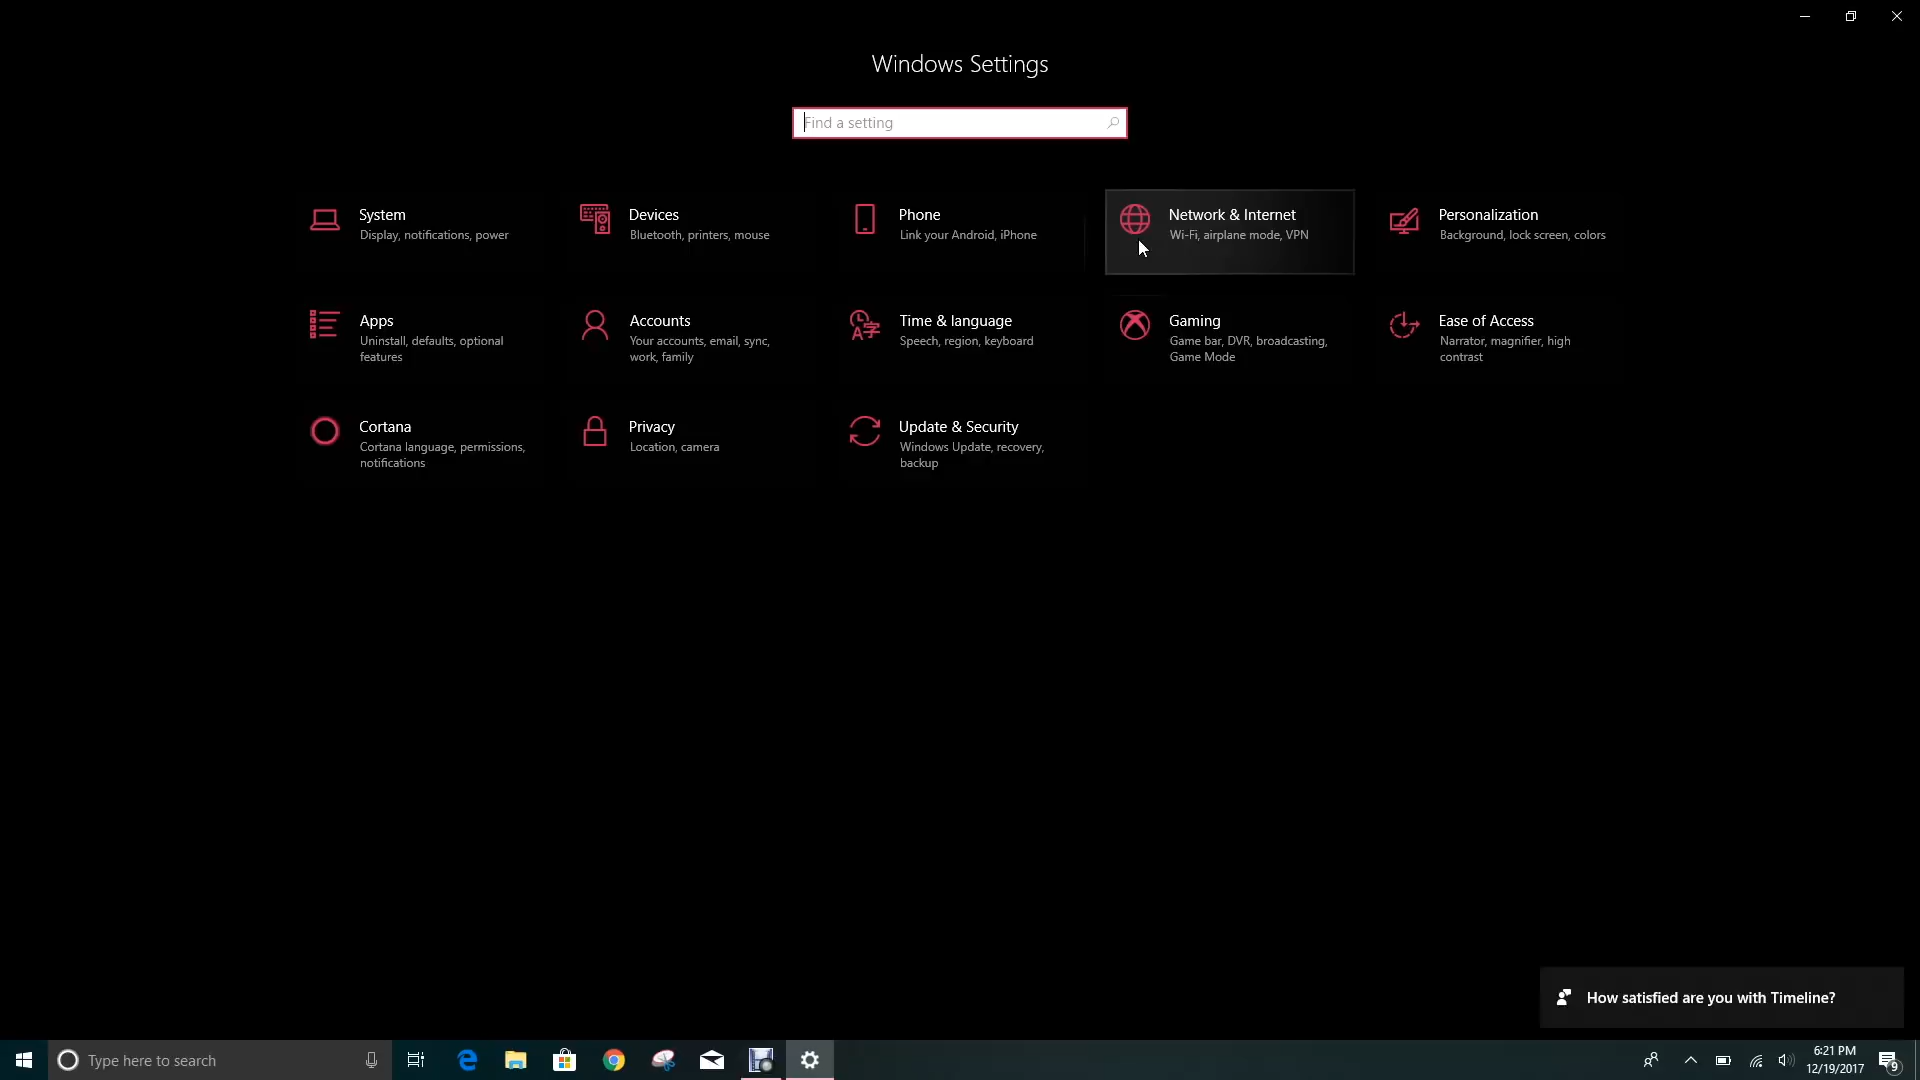 Windows Settings
Find a setting
System
Display, notifications, power
Devices
Bluetooth, printers, mouse
Phone
Link your Android, iPhone
Network & Internet
Wi-Fi, airplane mode, VPN
Personalization
Background, lock screen, colors
Apps
Uninstall, defaults, optional
features
Accounts
Your accounts, email, sync,
work, family
Time & language
Speech, region, keyboard
Gaming
Game bar, DVR, broadcasting,
Game Mode
Ease of Access
Narrator, magnifier, high
contrast
Cortana
Cortana language, permissions,
notifications
Privacy
Location, camera
Update & Security
Windows Update, recovery,
backup
How satisfied are you with Timeline?
Type here to search
6:21 PM
12/19/2017
9